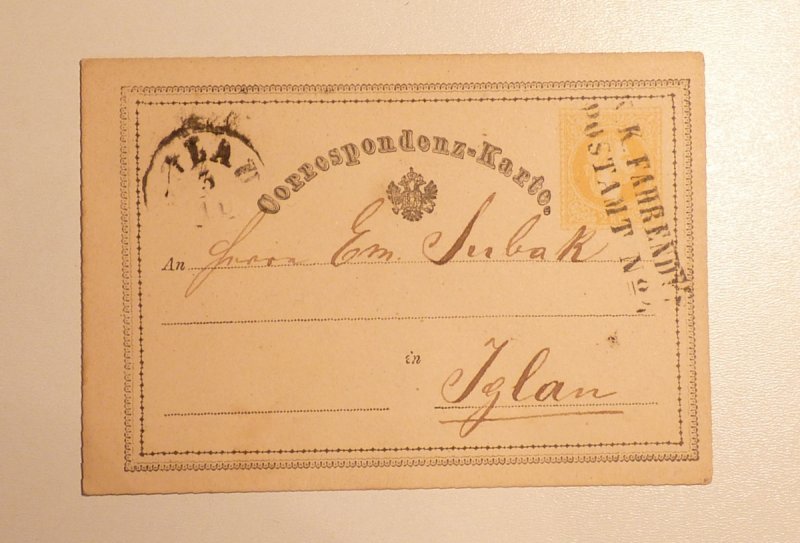 Correspondenz-Karte.
K. FAHRENDES
POSTAMT No
An Herrn Em. Subak
in
Iglau